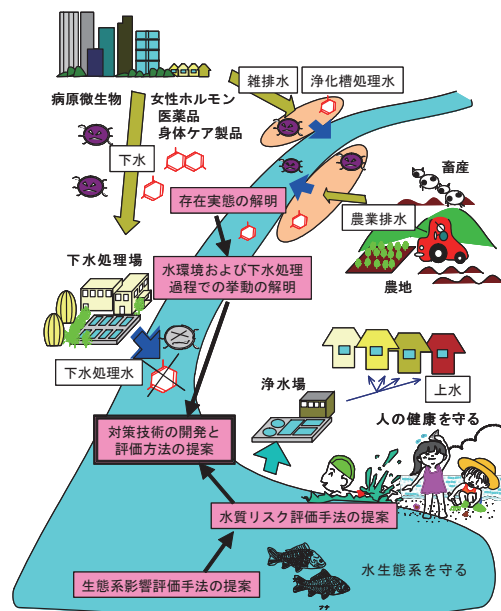 病原微生物
女性ホルモン
医薬品
身体ケア製品
下水
雑排水
浄化槽処理水
存在実態の解明
畜産
農業排水
農地
下水処理場
水環境および下水処理
過程での挙動の解明
下水処理水
浄水場
上水
人の健康を守る
対策技術の開発と
評価方法の提案
水質リスク評価手法の提案
水生態系を守る
生態系影響評価手法の提案
フナ